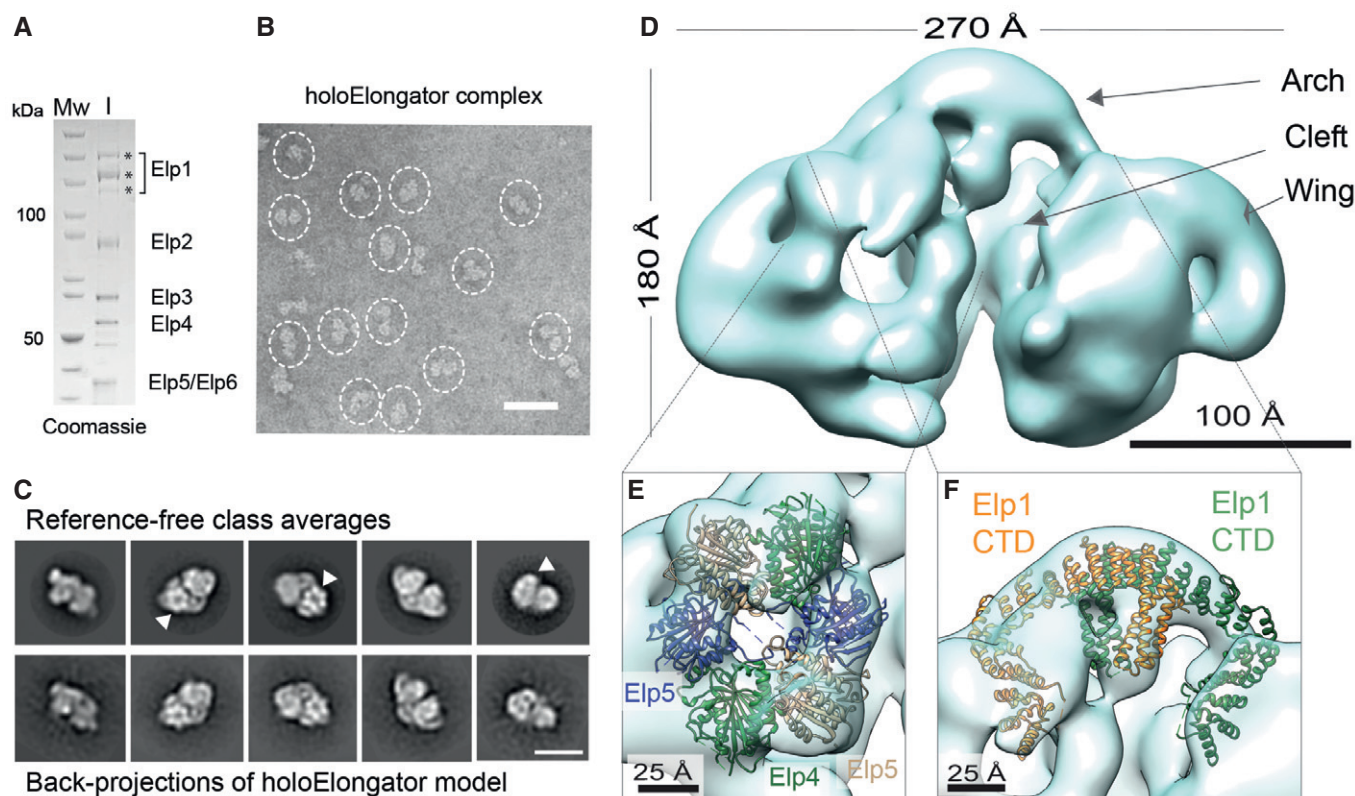 A
kDa Mw I
* Elp1
*
*
100
Elp2
Elp3
Elp4
50
Elp5/Elp6
Coomassie
B
holoElongator complex
C
Reference-free class averages
Back-projections of holoElongator model
D
270 Å
180 Å
Arch
Cleft
Wing
100 Å
E
Elp5
Elp4
Elp5
25 Å
F
Elp1
CTD
Elp1
CTD
25 Å